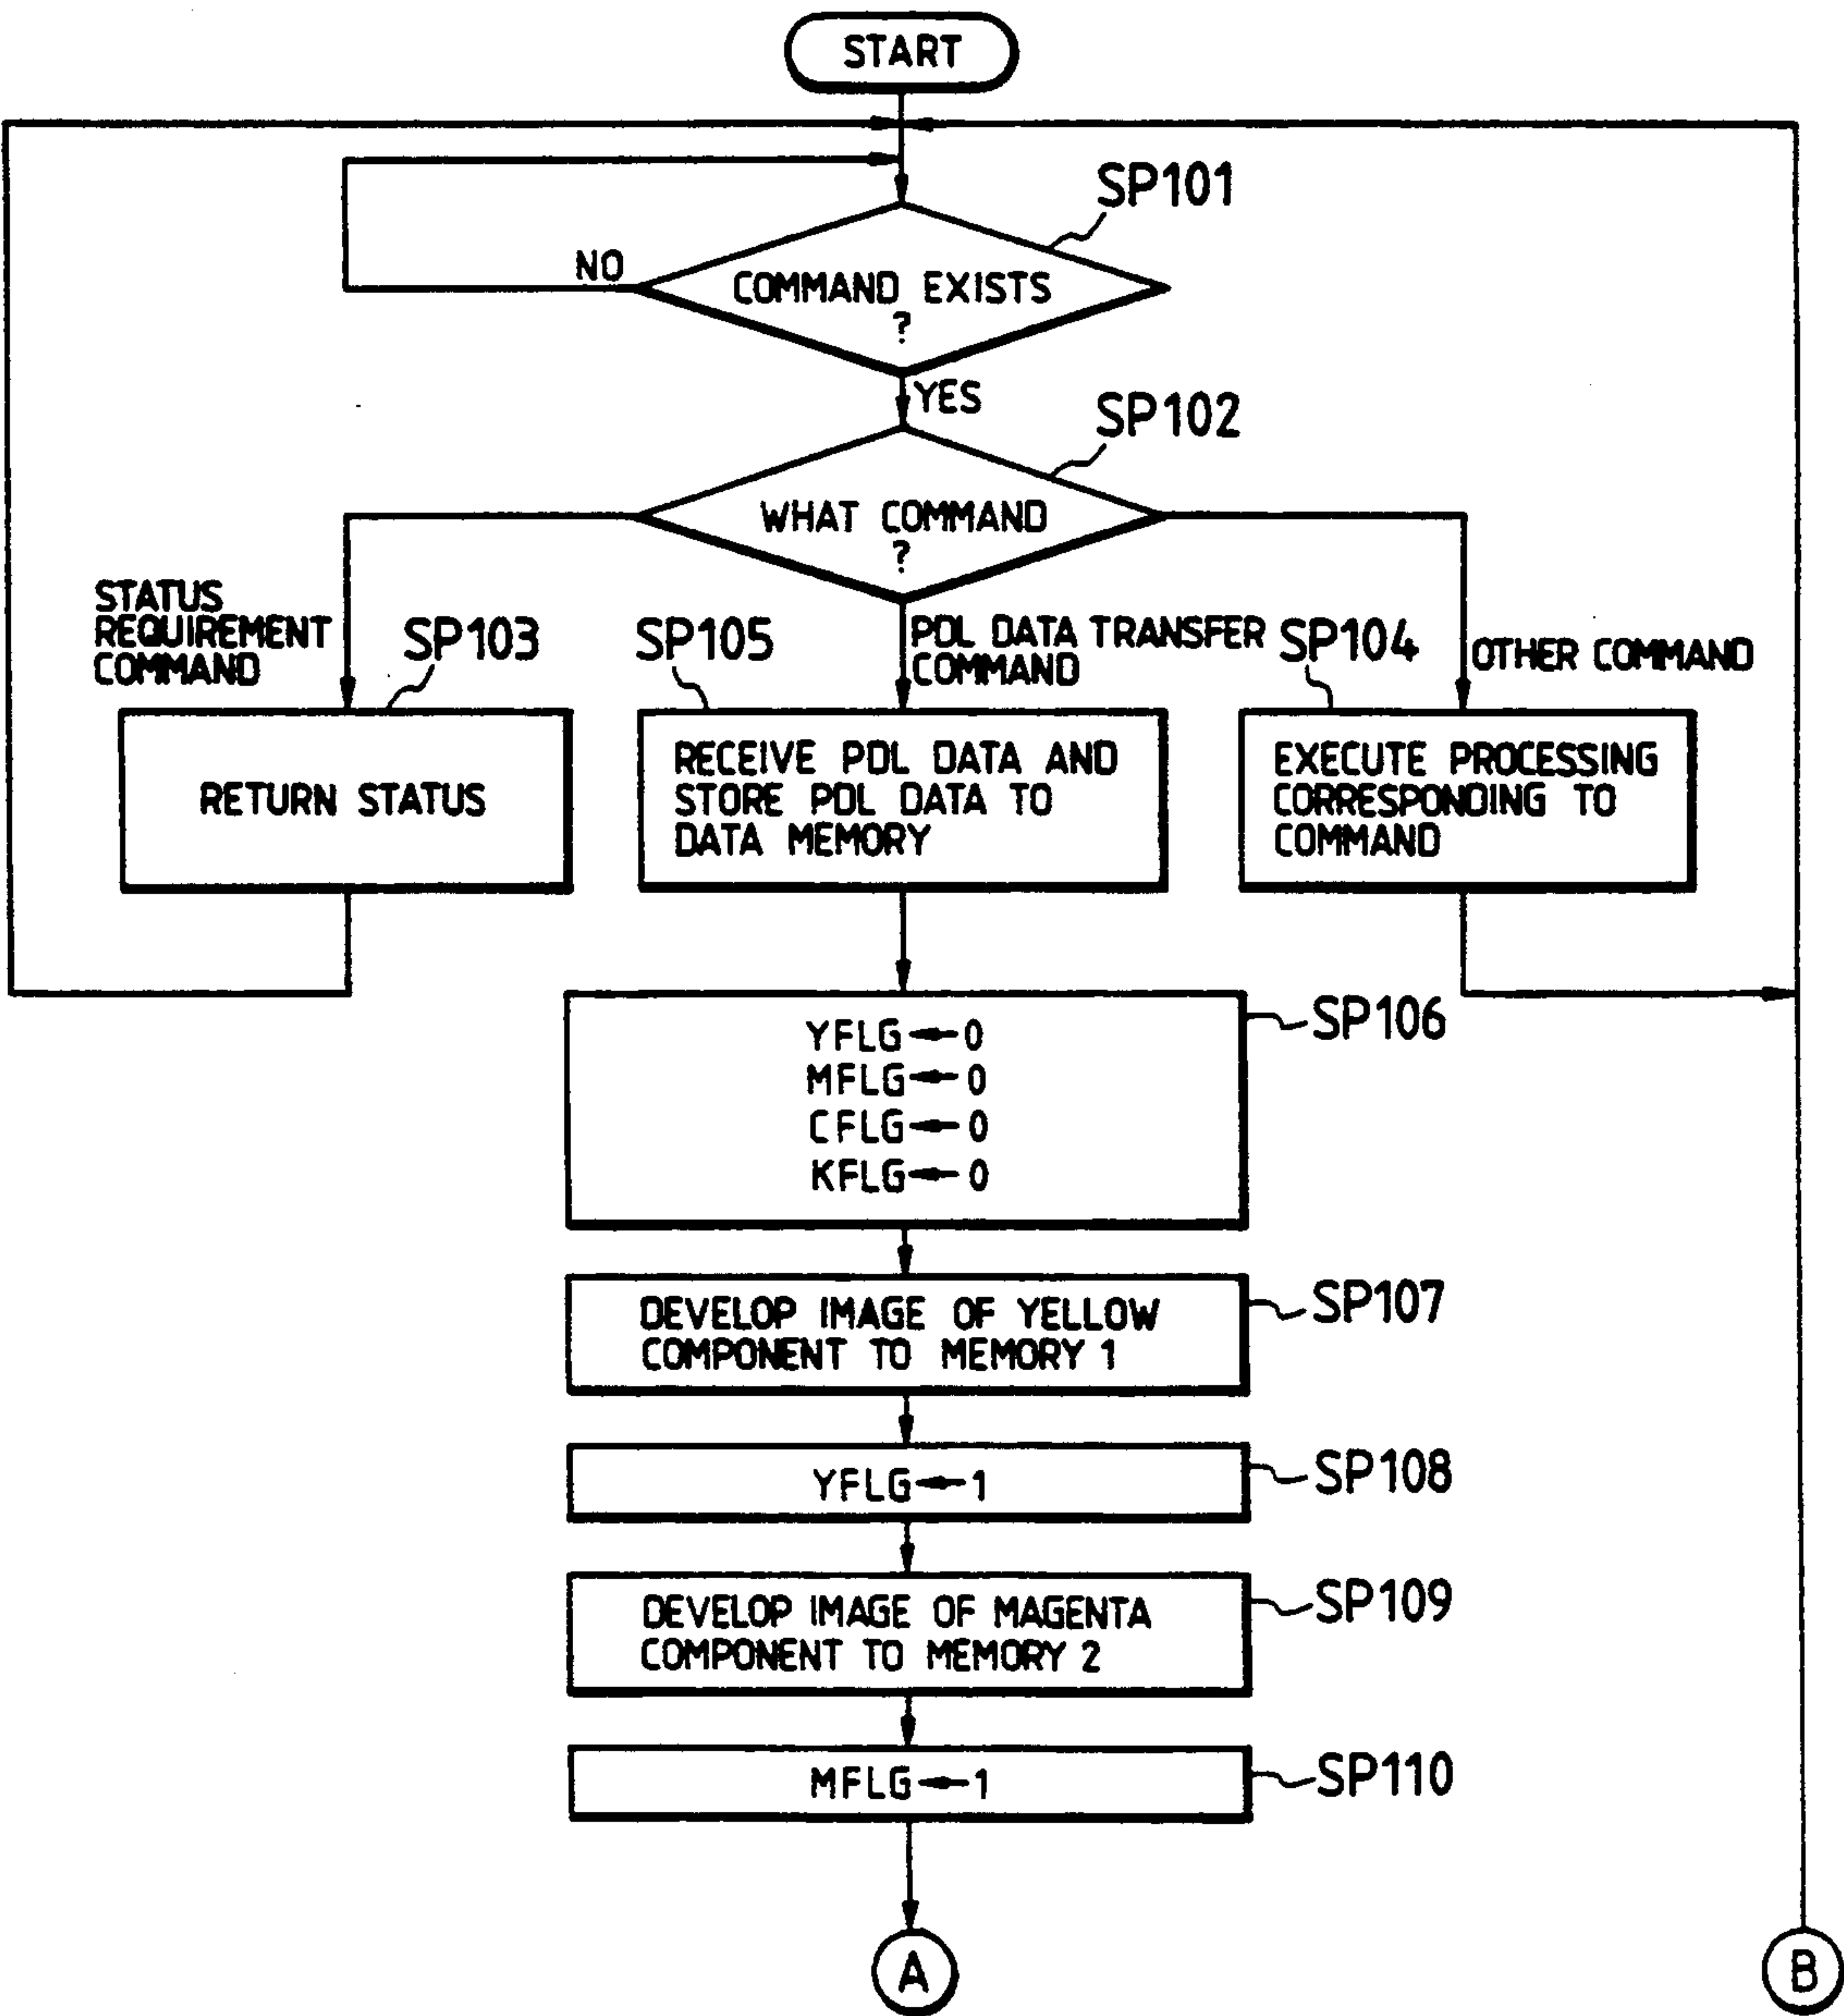 START
SP101
NO
COMMAND EXISTS
?
YES
SP102
WHAT COMMAND
?
STATUS
REQUIREMENT
COMMAND
SP103
SP105
PDL DATA TRANSFER
COMMAND
SP104
OTHER COMMAND
RETURN STATUS
RECEIVE PDL DATA AND
STORE PDL DATA TO
DATA MEMORY
EXECUTE PROCESSING
CORRESPONDING TO
COMMAND
YFLG←0
MFLG←0
CFLG←0
KFLG←0
SP106
DEVELOP IMAGE OF YELLOW
COMPONENT TO MEMORY 1
SP107
YFLG←1
SP108
DEVELOP IMAGE OF MAGENTA
COMPONENT TO MEMORY 2
SP109
MFLG←1
SP110
A
B